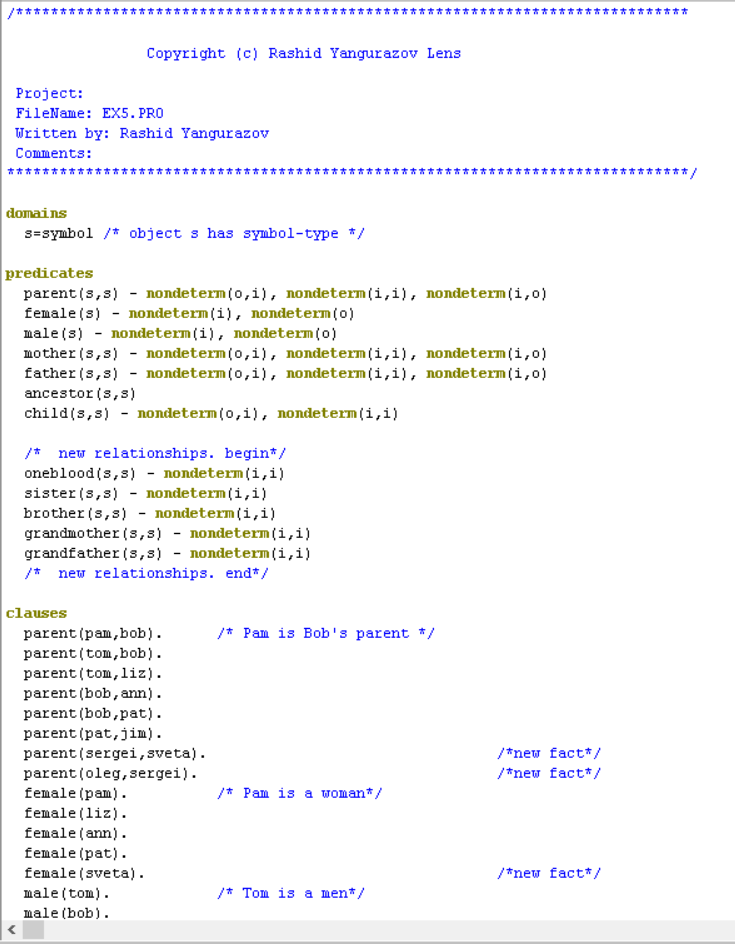 /*****************************************************************************
Copyright (c) Rashid Yangurazov Lens
Project:
FileName: EX5.PRO
Written by: Rashid Yangurazov
Comments:
******************************************************************************/
domains
s=symbol /* object s has symbol-type */
predicates
parent(s,s) - nondeterm(o,i), nondeterm(i,i), nondeterm(i,o)
female(s) - nondeterm(i), nondeterm(o)
male(s) - nondeterm(i), nondeterm(o)
mother(s,s) - nondeterm(o,i), nondeterm(i,i), nondeterm(i,o)
father(s,s) - nondeterm(o,i), nondeterm(i,i), nondeterm(i,o)
ancestor(s,s)
child(s,s) - nondeterm(o,i), nondeterm(i,i)
/*  new relationships. begin*/
oneblood(s,s) - nondeterm(i,i)
sister(s,s) - nondeterm(i,i)
brother(s,s) - nondeterm(i,i)
grandmother(s,s) - nondeterm(i,i)
grandfather(s,s) - nondeterm(i,i)
/*  new relationships. end*/
clauses
parent(pam,bob). /* Pam is Bob's parent */
parent(tom,bob).
parent(tom,liz).
parent(bob,ann).
parent(bob,pat).
parent(pat,jim).
parent(sergei,sveta). /*new fact*/
parent(oleg,sergei). /*new fact*/
female(pam). /* Pam is a woman*/
female(liz).
female(ann).
female(pat).
female(sveta). /*new fact*/
male(tom). /* Tom is a men*/
male(bob).